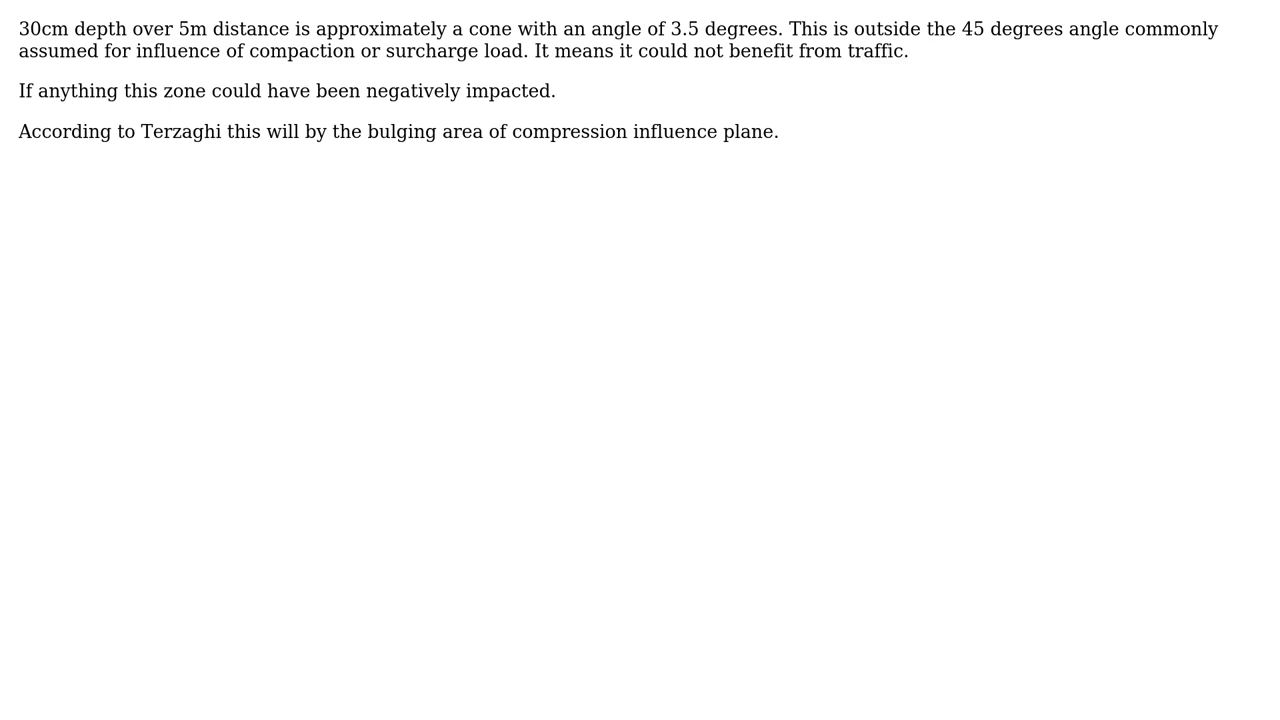 30cm depth over 5m distance is approximately a cone with an angle of 3.5 degrees. This is outside the 45 degrees angle commonly
assumed for influence of compaction or surcharge load. It means it could not benefit from traffic.
If anything this zone could have been negatively impacted.
According to Terzaghi this will by the bulging area of compression influence plane.